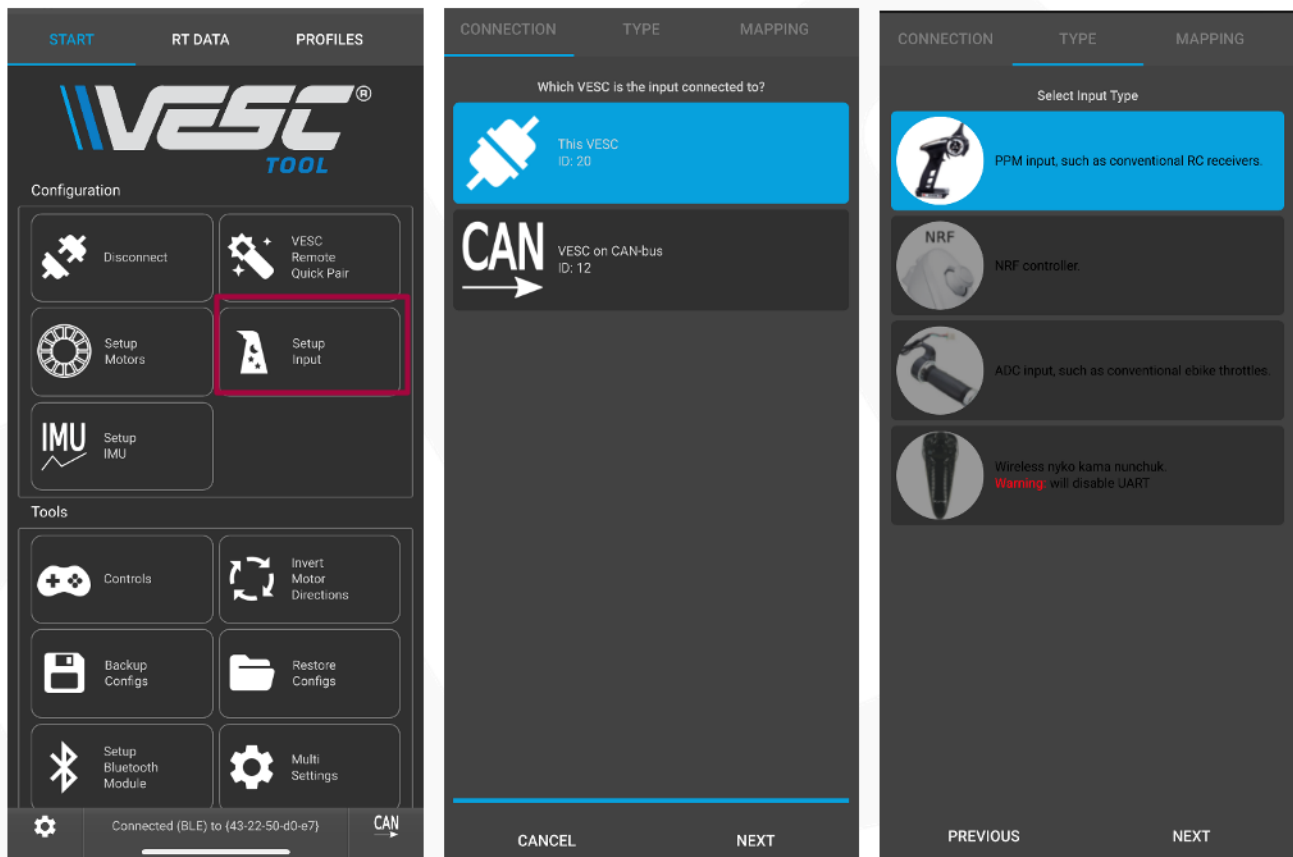 START RT DATA PROFILES
VESC®
TOOL
Configuration
Disconnect
VESC
Remote
Quick Pair
Setup
Motors
Setup
Input
IMU
Setup
IMU
Tools
Controls
Invert
Motor
Directions
Backup
Configs
Restore
Configs
Setup
Bluetooth
Module
Multi
Settings
Connected (BLE) to {43-22-50-d0-e7}
CAN
CONNECTION TYPE MAPPING
Which VESC is the input connected to?
This VESC
ID: 20
CAN
VESC on CAN-bus
ID: 12
CANCEL NEXT
CONNECTION TYPE MAPPING
Select Input Type
PPM input, such as conventional RC receivers.
NRF
NRF controller.
ADC input, such as conventional ebike throttles.
Wireless nyko kama nunchuk.
Warning: will disable UART
PREVIOUS NEXT